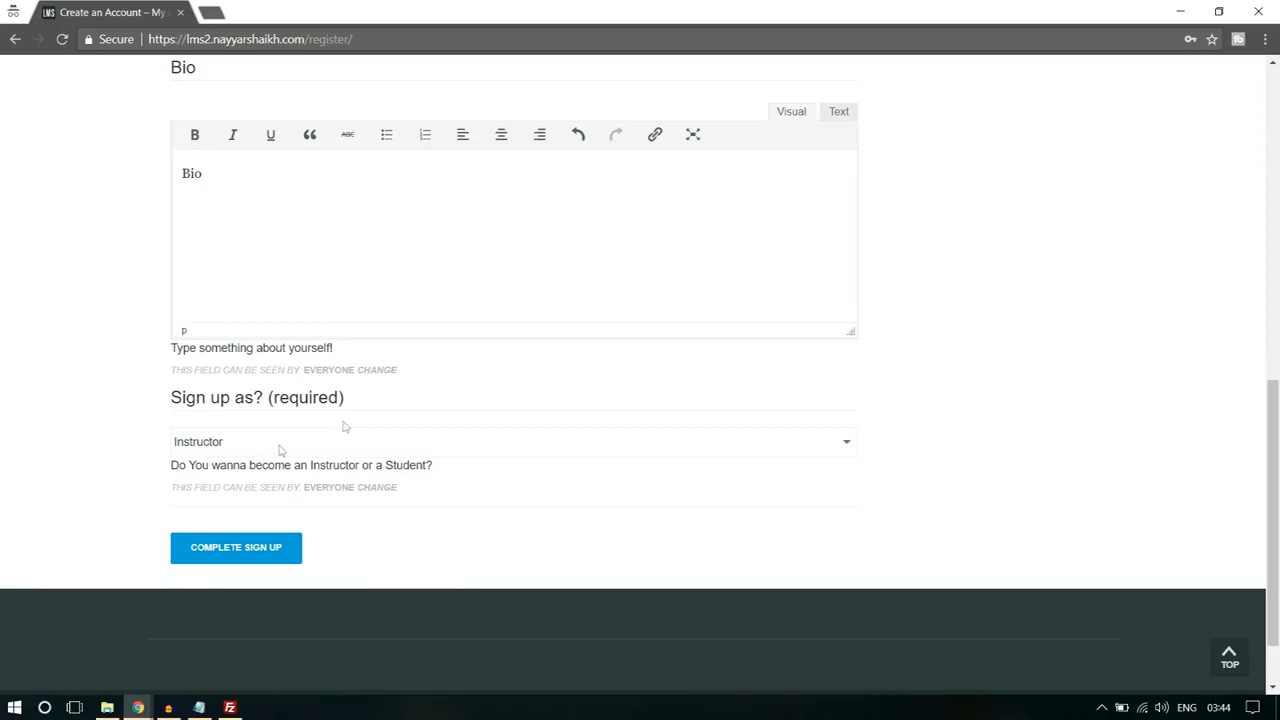 LMS Create an Account – My
Secure https://lms2.nayyarshaikh.com/register/
Bio
Visual Text
B I U ABC
Bio
p
Type something about yourself!
THIS FIELD CAN BE SEEN BY: EVERYONE CHANGE
Sign up as? (required)
Instructor
Do You wanna become an Instructor or a Student?
THIS FIELD CAN BE SEEN BY: EVERYONE CHANGE
COMPLETE SIGN UP
TOP
ENG 03:44